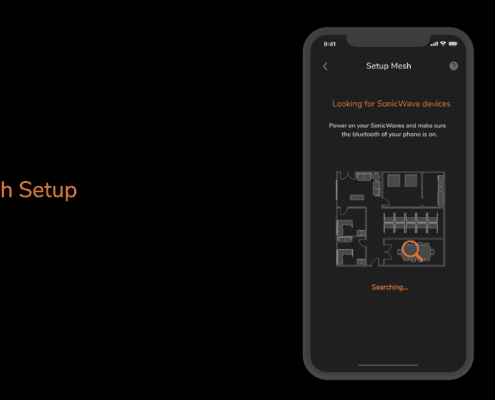 h Setup
9:41
Setup Mesh
?
Looking for SonicWave devices
Power on your SonicWaves and make sure
the bluetooth of your phone is on.
Searching...